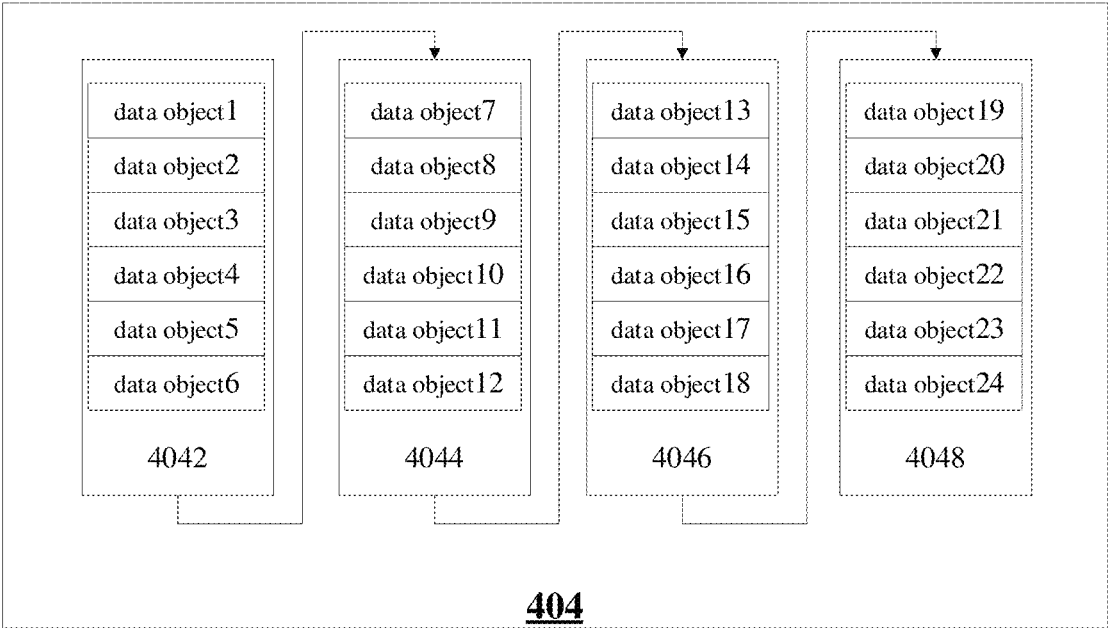 data object1
data object2
data object3
data object4
data object5
data object6
4042
data object7
data object8
data object9
data object10
data object11
data object12
4044
data object13
data object14
data object15
data object16
data object17
data object18
4046
data object19
data object20
data object21
data object22
data object23
data object24
4048
404